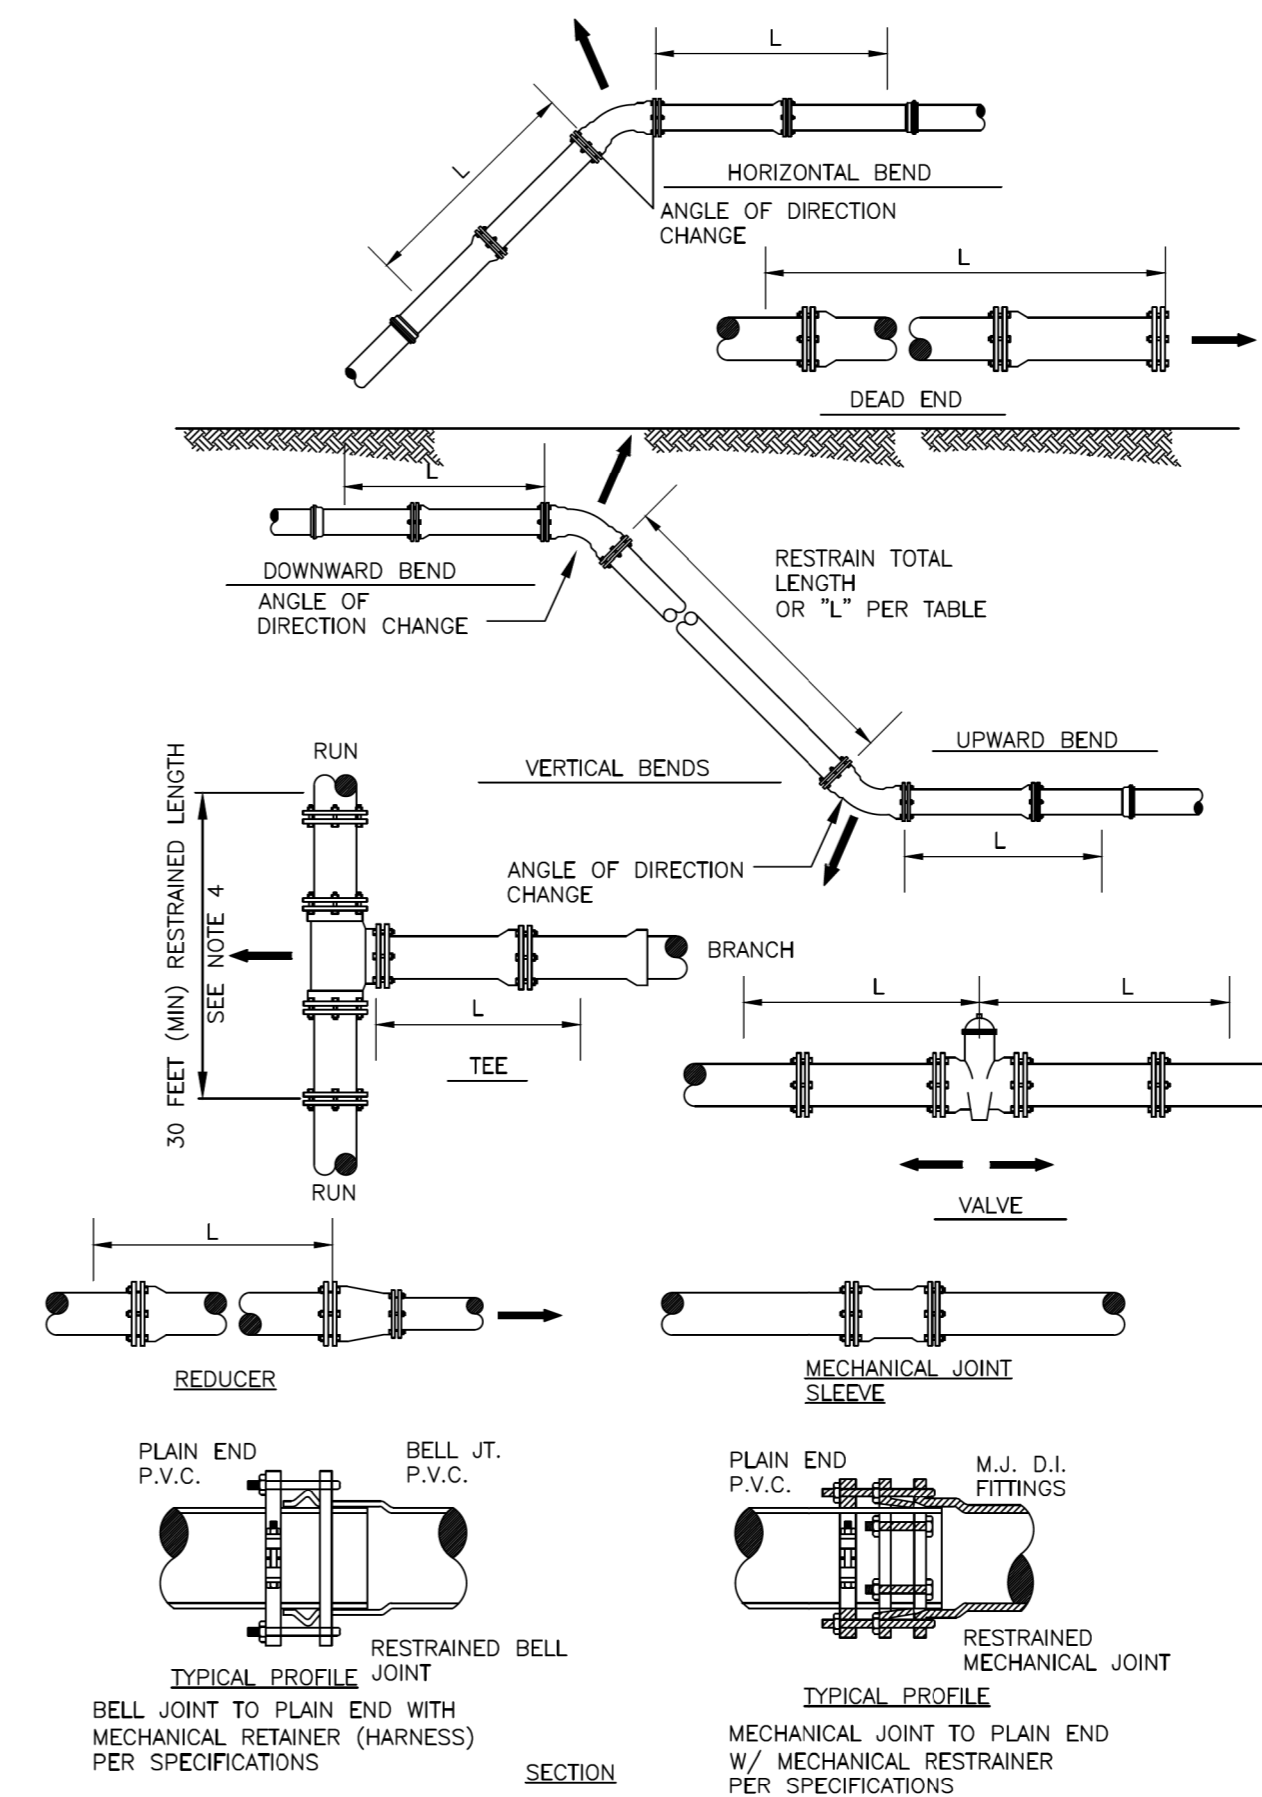 L
L
HORIZONTAL BEND
ANGLE OF DIRECTION
CHANGE
L
DEAD END
L
DOWNWARD BEND
ANGLE OF
DIRECTION CHANGE
RESTRAIN TOTAL
LENGTH
OR "L" PER TABLE
UPWARD BEND
VERTICAL BENDS
ANGLE OF DIRECTION
CHANGE
L
RUN
30 FEET (MIN) RESTRAINED LENGTH
SEE NOTE 4
BRANCH
L
TEE
RUN
L
L
VALVE
L
REDUCER
MECHANICAL JOINT
SLEEVE
PLAIN END
P.V.C.
BELL JT.
P.V.C.
RESTRAINED BELL
JOINT
TYPICAL PROFILE
BELL JOINT TO PLAIN END WITH
MECHANICAL RETAINER (HARNESS)
PER SPECIFICATIONS
PLAIN END
P.V.C.
M.J. D.I.
FITTINGS
RESTRAINED
MECHANICAL JOINT
TYPICAL PROFILE
MECHANICAL JOINT TO PLAIN END
W/ MECHANICAL RESTRAINER
PER SPECIFICATIONS
SECTION